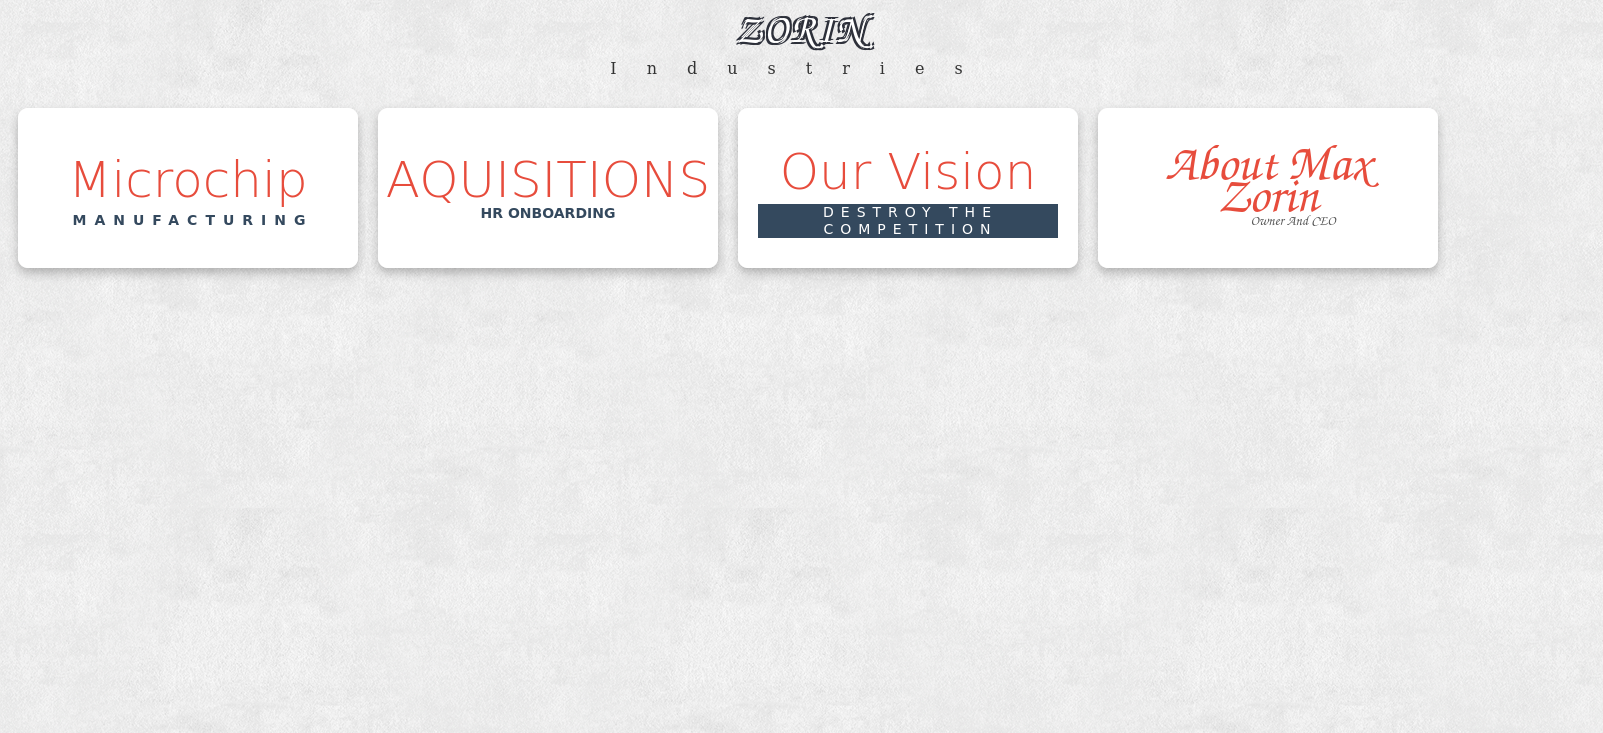 ZORIN
Industries
Microchip
MANUFACTURING
AQUISITIONS
HR ONBOARDING
Our Vision
DESTROY THE
COMPETITION
About Max
Zorin
Owner And CEO